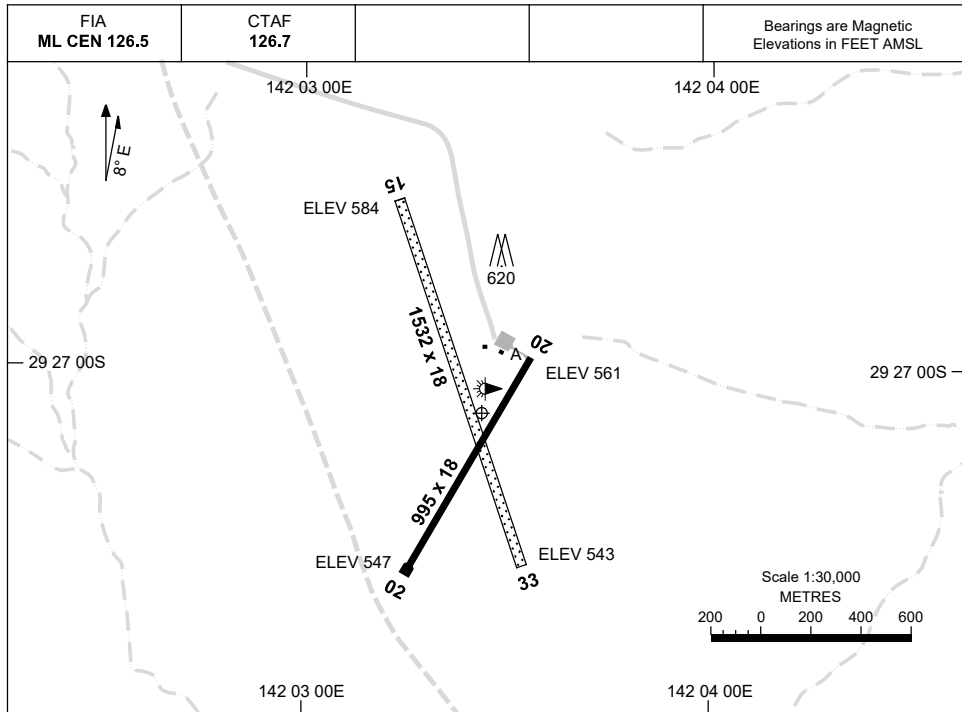 FIA
ML CEN 126.5
CTAF
126.7
Bearings are Magnetic
Elevations in FEET AMSL
142 03 00E
142 04 00E
8° E
15
ELEV 584
620
1532 x 18
20
A
29 27 00S
ELEV 561
29 27 00S
995 x 18
ELEV 547
ELEV 543
02
33
Scale 1:30,000
METRES
200 0 200 400 600
142 03 00E
142 04 00E